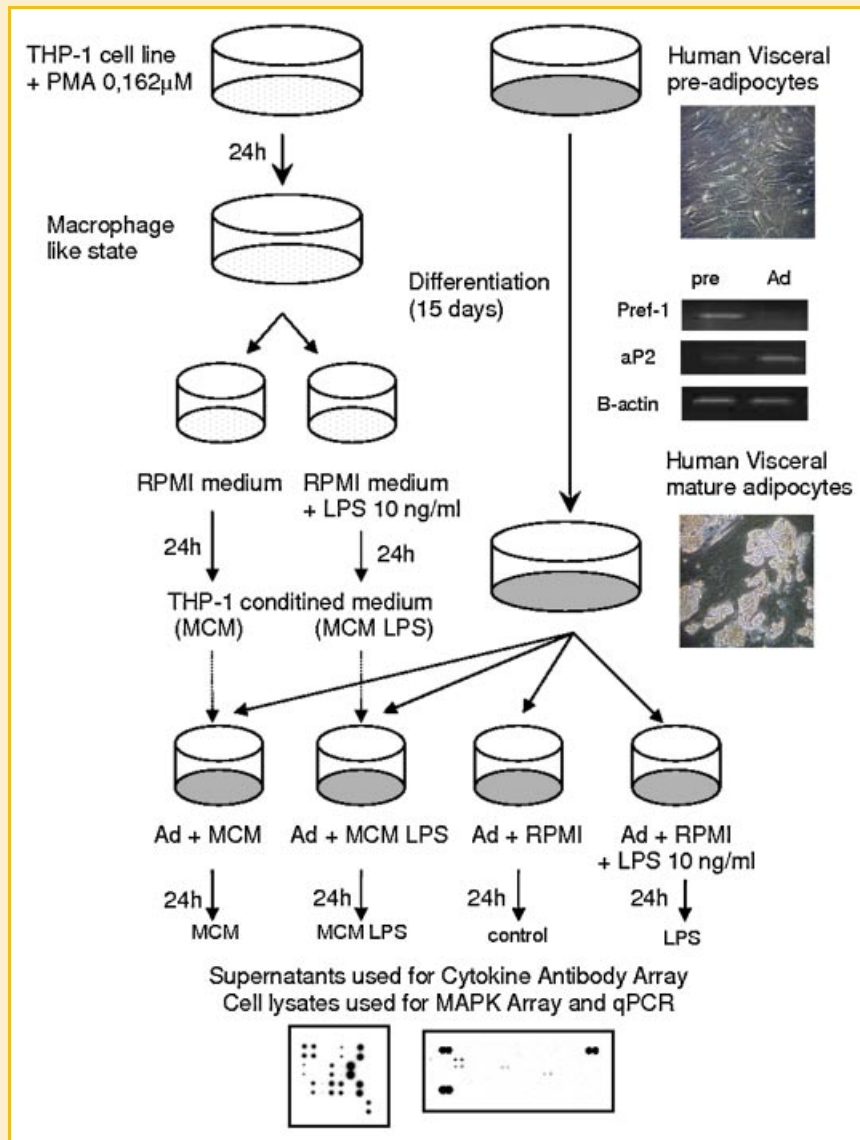 THP-1 cell line
+ PMA 0,162µM
Human Visceral
pre-adipocytes
24h
Macrophage
like state
Differentiation
(15 days)
pre Ad
Pref-1
aP2
B-actin
RPMI medium
RPMI medium
+ LPS 10 ng/ml
Human Visceral
mature adipocytes
24h
24h
THP-1 conditined medium
(MCM) (MCM LPS)
Ad + MCM
Ad + MCM LPS
Ad + RPMI
Ad + RPMI
+ LPS 10 ng/ml
24h
24h
24h
24h
MCM
MCM LPS
control
LPS
Supernatants used for Cytokine Antibody Array
Cell lysates used for MAPK Array and qPCR